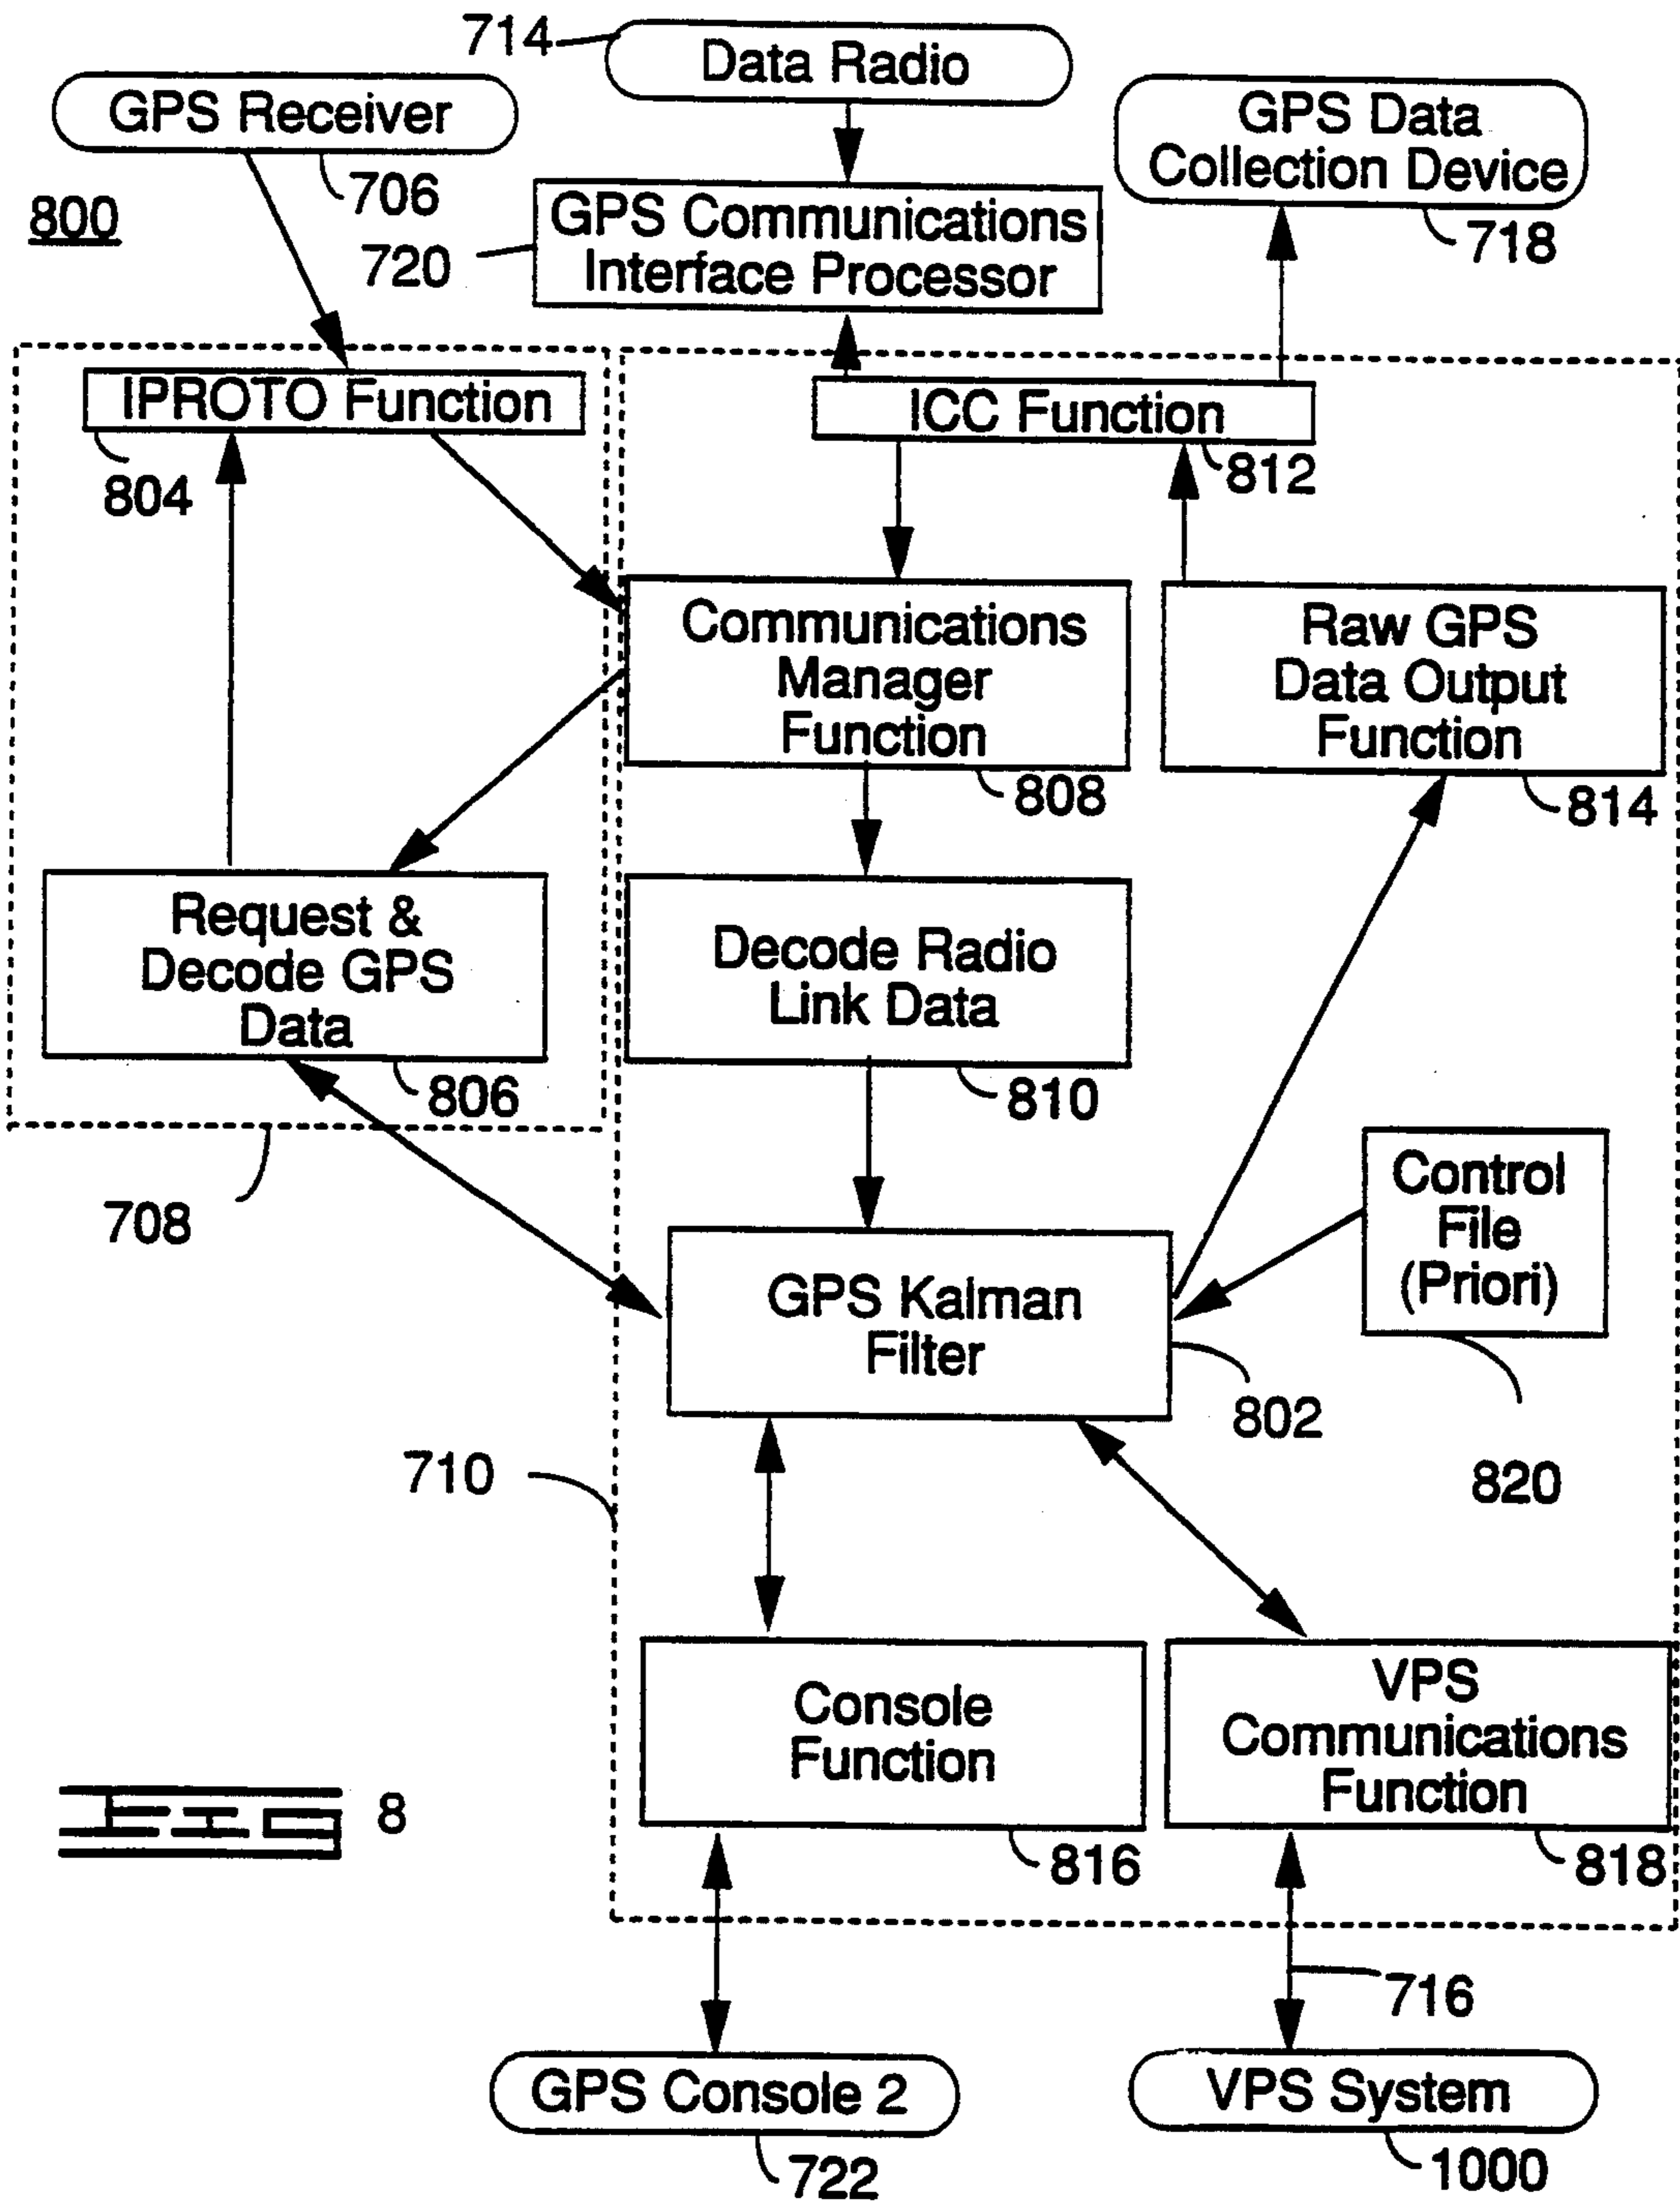 714
Data Radio
GPS Receiver
706
GPS Data
Collection Device
718
800
720
GPS Communications
Interface Processor
IPROTO Function
804
ICC Function
812
Communications
Manager
Function
808
Raw GPS
Data Output
Function
814
Request &
Decode GPS
Data
806
Decode Radio
Link Data
810
708
Control
File
(Priori)
820
GPS Kalman
Filter
802
710
Console
Function
816
VPS
Communications
Function
818
FIG 8
716
GPS Console 2
722
VPS System
1000